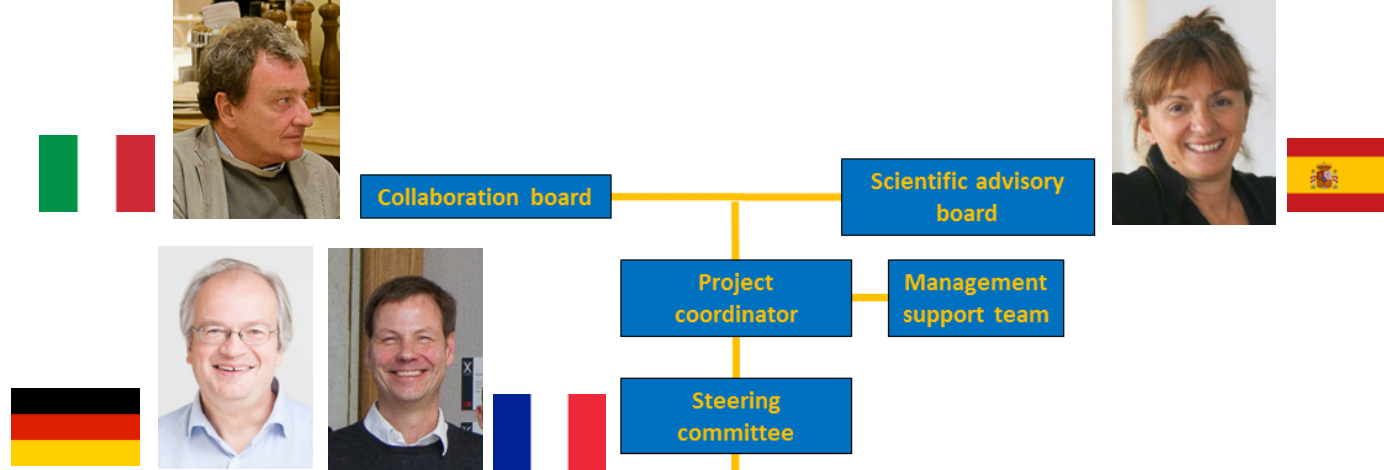 Collaboration board
Scientific advisory
board
Project
coordinator
Management
support team
Steering
committee